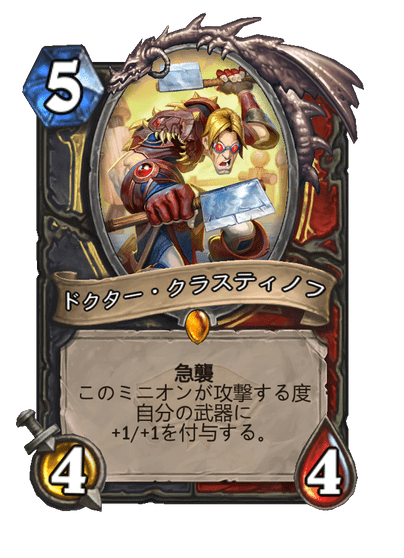 5
ドクター・クラスティノフ
急襲
このミニオンが攻撃する度
自分の武器に
+1/+1を付与する。
4
4